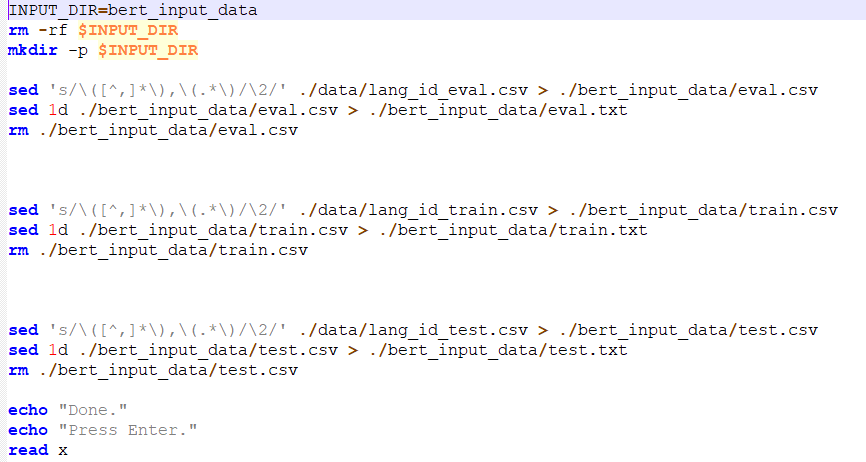 INPUT_DIR=bert_input_data
rm -rf $INPUT_DIR
mkdir -p $INPUT_DIR
sed 's/\([^,]*\),\(.*\)/\2/' ./data/lang_id_eval.csv > ./bert_input_data/eval.csv
sed 1d ./bert_input_data/eval.csv > ./bert_input_data/eval.txt
rm ./bert_input_data/eval.csv
sed 's/\([^,]*\),\(.*\)/\2/' ./data/lang_id_train.csv > ./bert_input_data/train.csv
sed 1d ./bert_input_data/train.csv > ./bert_input_data/train.txt
rm ./bert_input_data/train.csv
sed 's/\([^,]*\),\(.*\)/\2/' ./data/lang_id_test.csv > ./bert_input_data/test.csv
sed 1d ./bert_input_data/test.csv > ./bert_input_data/test.txt
rm ./bert_input_data/test.csv
echo "Done."
echo "Press Enter."
read x